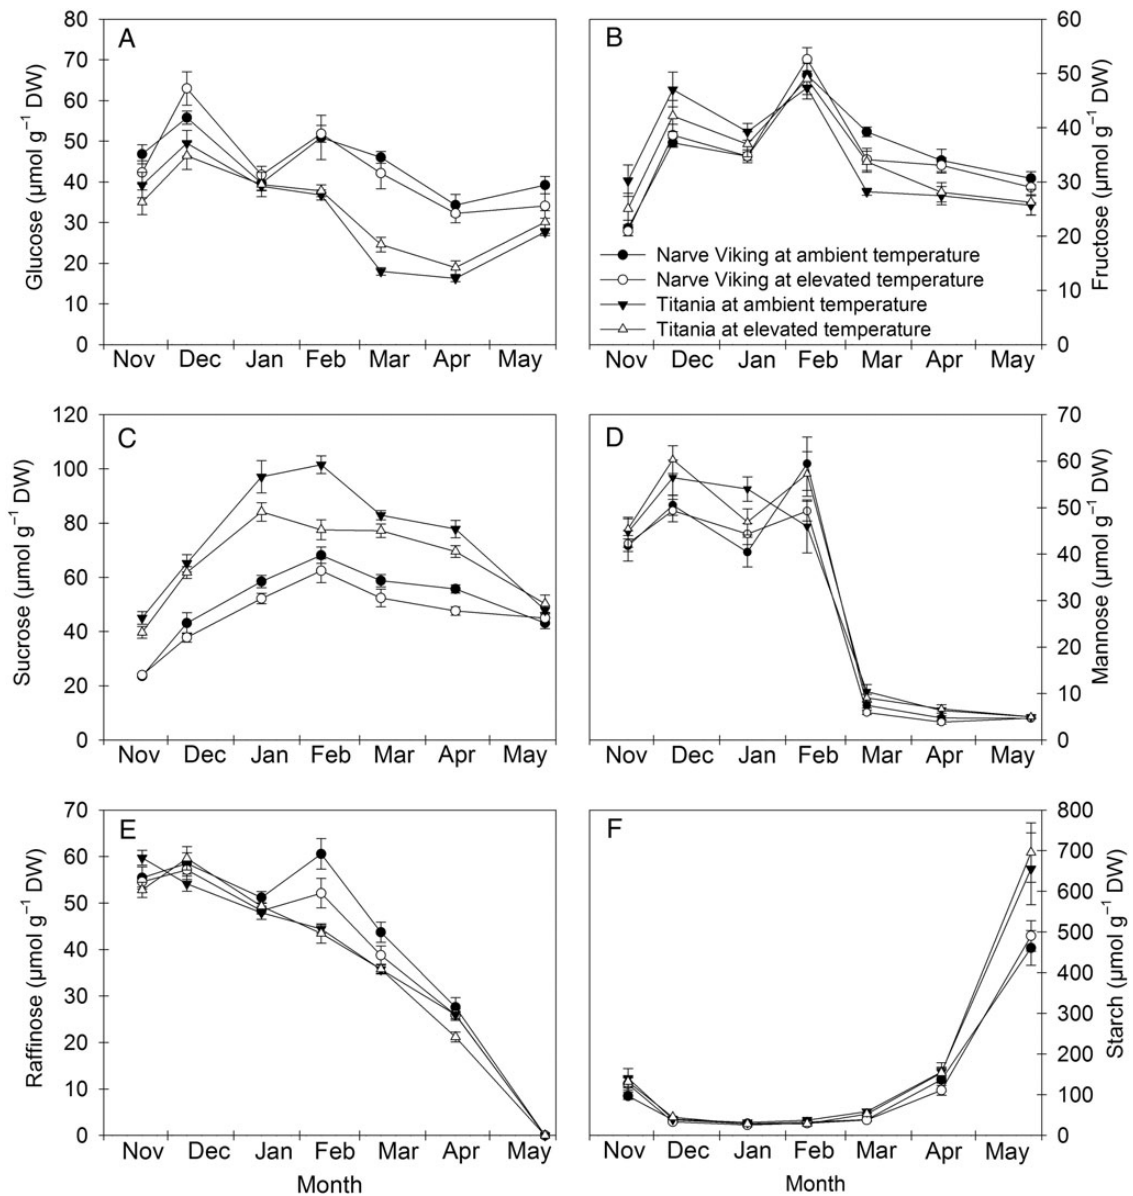 A
Glucose (µmol g⁻¹ DW)
80
70
60
50
40
30
20
10
0
Nov Dec Jan Feb Mar Apr May
B
Fructose (µmol g⁻¹ DW)
60
50
40
30
20
10
0
Narve Viking at ambient temperature
Narve Viking at elevated temperature
Titania at ambient temperature
Titania at elevated temperature
Nov Dec Jan Feb Mar Apr May
C
Sucrose (µmol g⁻¹ DW)
120
100
80
60
40
20
0
Nov Dec Jan Feb Mar Apr May
D
Mannose (µmol g⁻¹ DW)
70
60
50
40
30
20
10
0
Nov Dec Jan Feb Mar Apr May
E
Raffinose (µmol g⁻¹ DW)
70
60
50
40
30
20
10
0
Nov Dec Jan Feb Mar Apr May
Month
F
Starch (µmol g⁻¹ DW)
800
700
600
500
400
300
200
100
0
Nov Dec Jan Feb Mar Apr May
Month